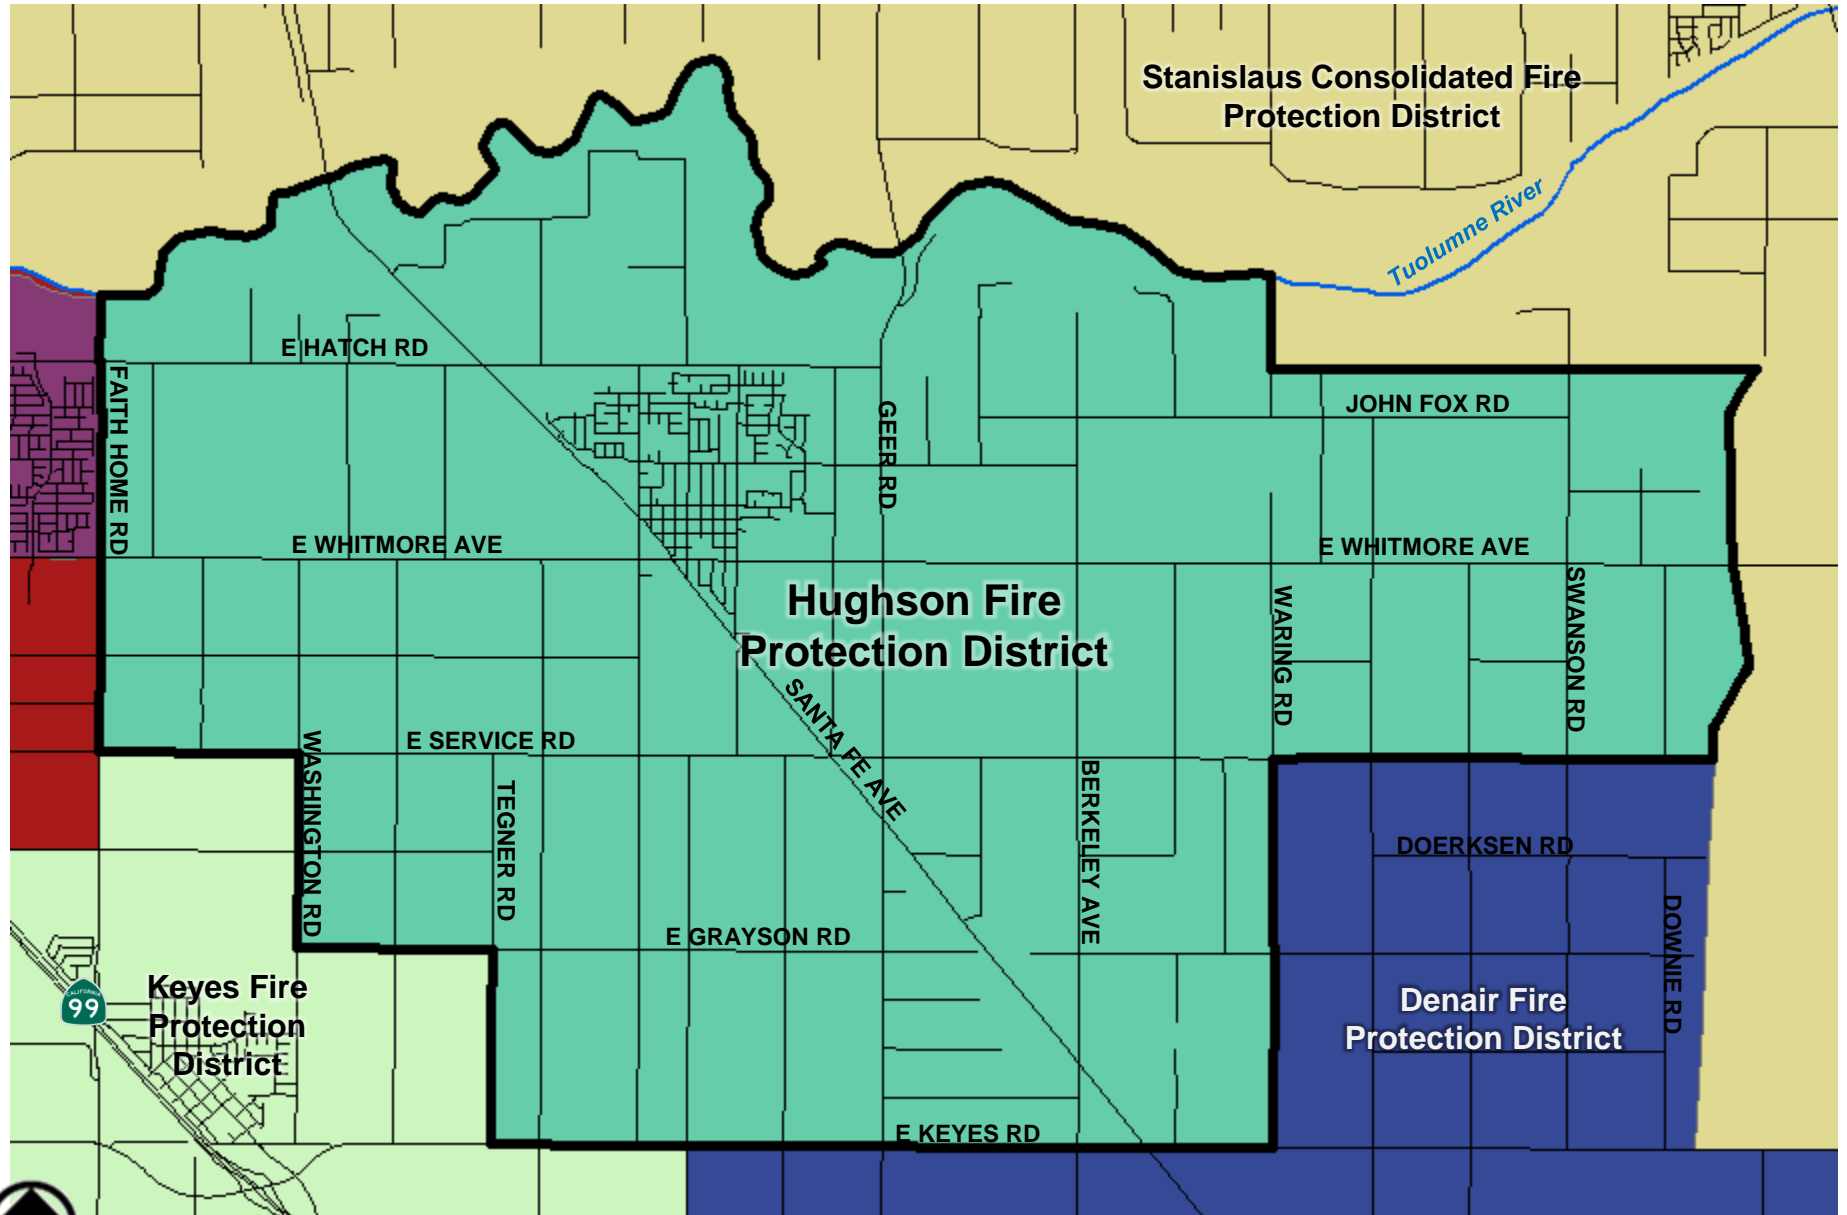 Stanislaus Consolidated Fire
Protection District
Tuolumne River
E HATCH RD
FAITH HOME RD
JOHN FOX RD
GEER RD
E WHITMORE AVE
E WHITMORE AVE
Hughson Fire
Protection District
WARING RD
SWANSON RD
SANTA FE AVE
E SERVICE RD
WASHINGTON RD
TEGNER RD
BERKELEY AVE
DOERKSEN RD
DOWNIE RD
E GRAYSON RD
CALIFORNIA
99
Keyes Fire
Protection
District
Denair Fire
Protection District
E KEYES RD